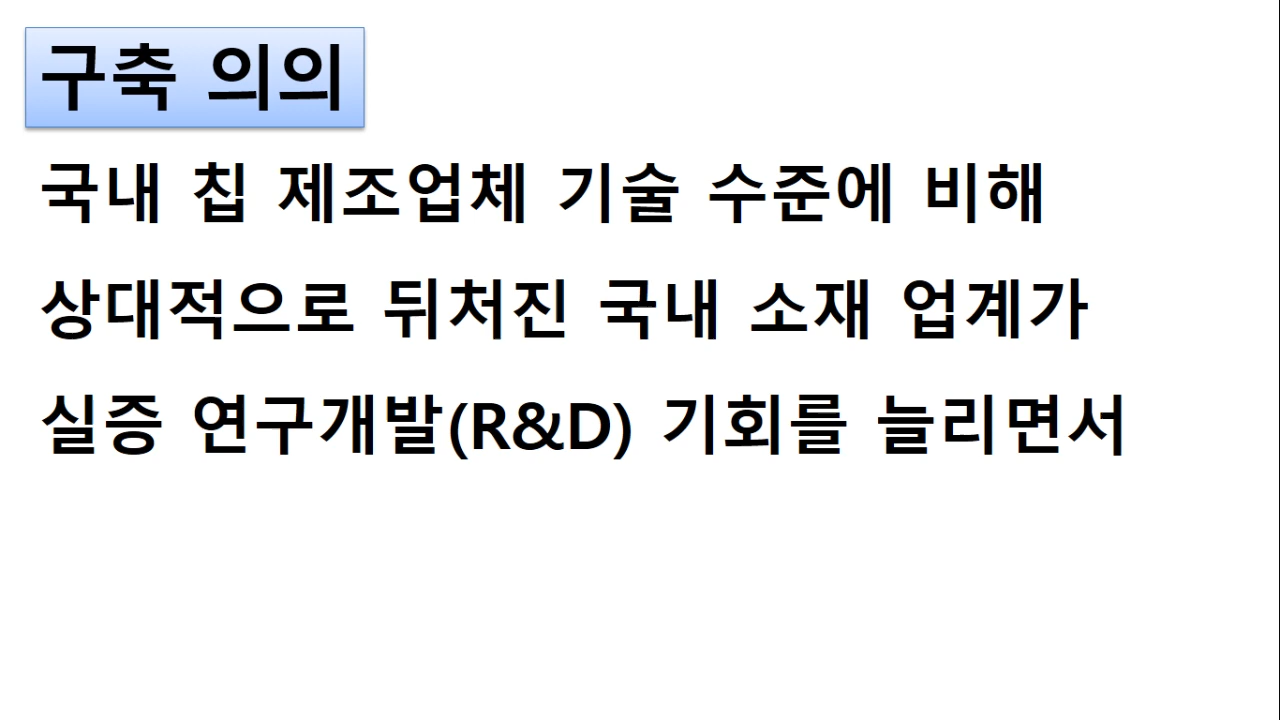 구축 의의
국내 칩 제조업체 기술 수준에 비해
상대적으로 뒤처진 국내 소재 업계가
실증 연구개발(R&D) 기회를 늘리면서